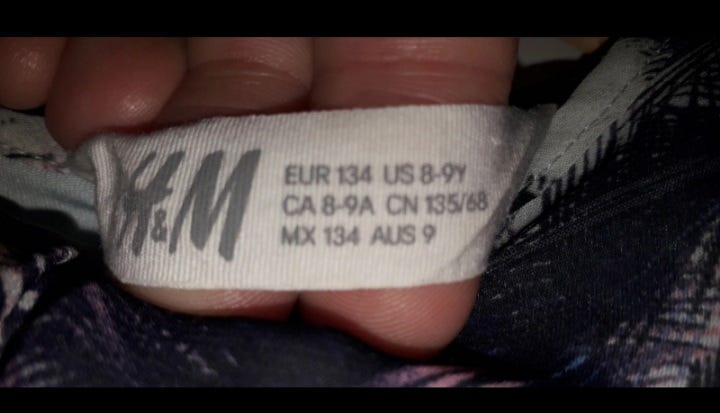 H&M
EUR 134 US 8-9Y
CA 8-9A CN 135/68
MX 134 AUS 9